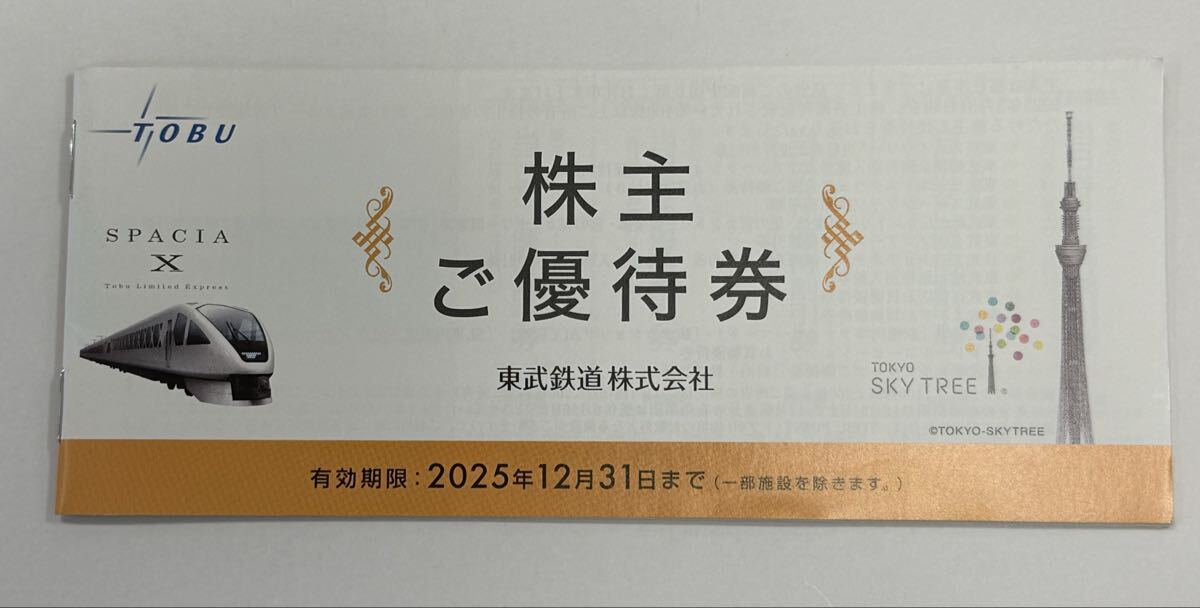 TOBU
SPACIA
X
Tobu Limited Express
株主
ご優待券
東武鉄道株式会社
TOKYO
SKYTREE®
©TOKYO-SKYTREE
有効期限：2025年12月31日まで（一部施設を除きます。）